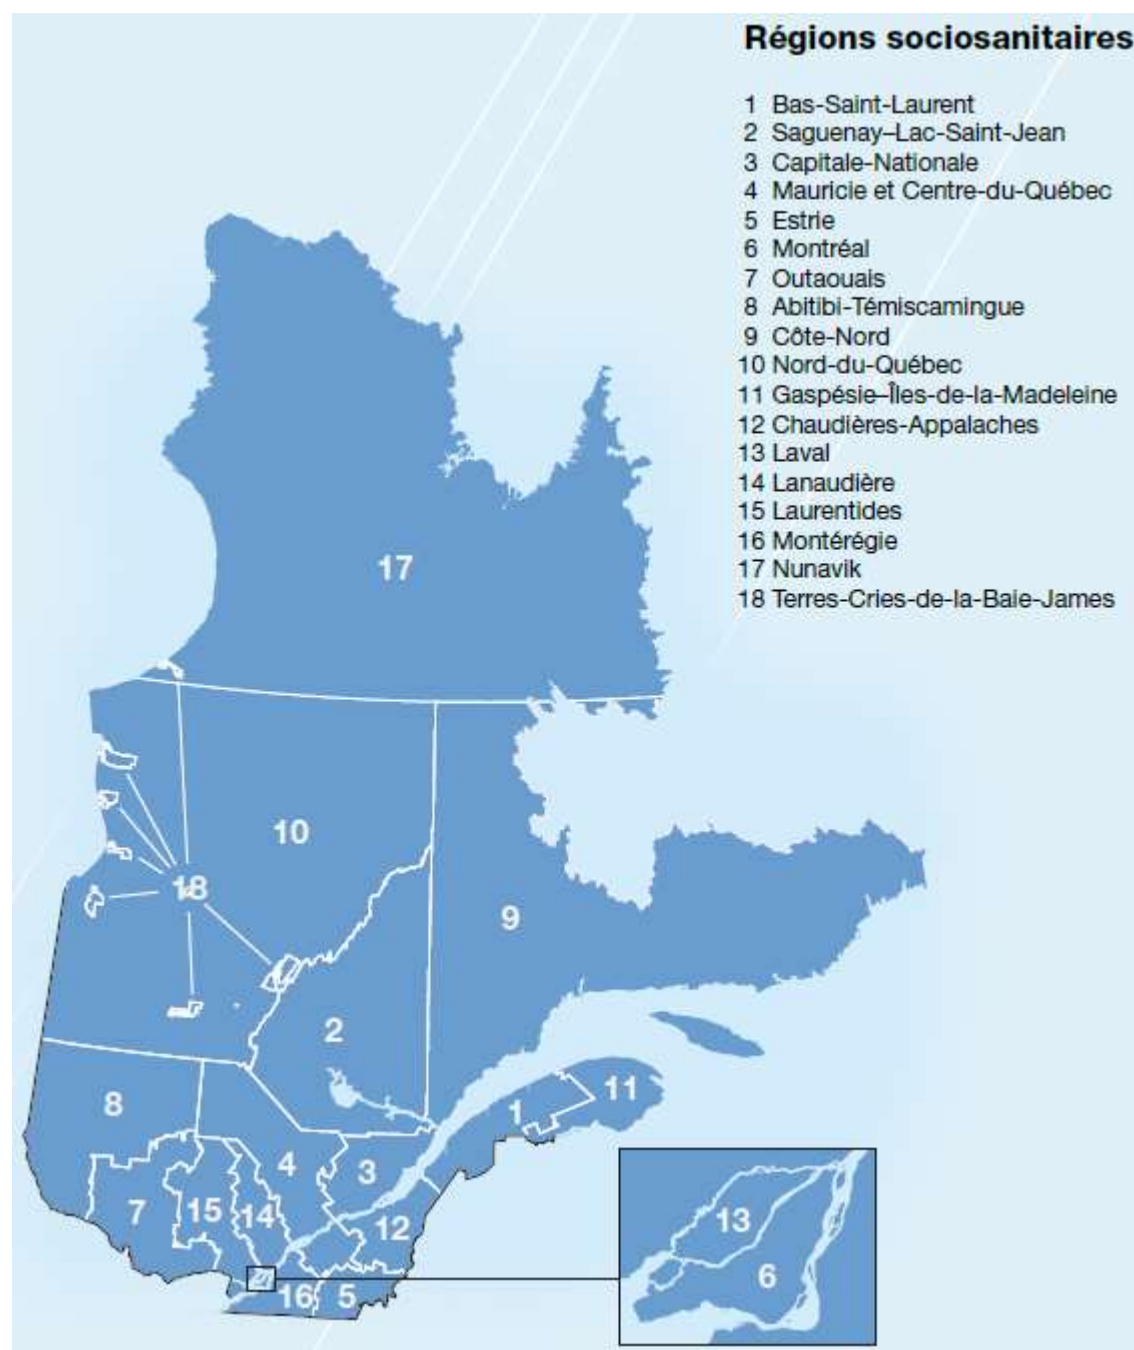 Régions sociosanitaires
1 Bas-Saint-Laurent
2 Saguenay–Lac-Saint-Jean
3 Capitale-Nationale
4 Mauricie et Centre-du-Québec
5 Estrie
6 Montréal
7 Outaouais
8 Abitibi-Témiscamingue
9 Côte-Nord
10 Nord-du-Québec
11 Gaspésie–Îles-de-la-Madeleine
12 Chaudières-Appalaches
13 Laval
14 Lanaudière
15 Laurentides
16 Montérégie
17 Nunavik
18 Terres-Cries-de-la-Baie-James
17
10
18
9
2
8
1
11
4
3
7
15
14
12
13
6
16
5